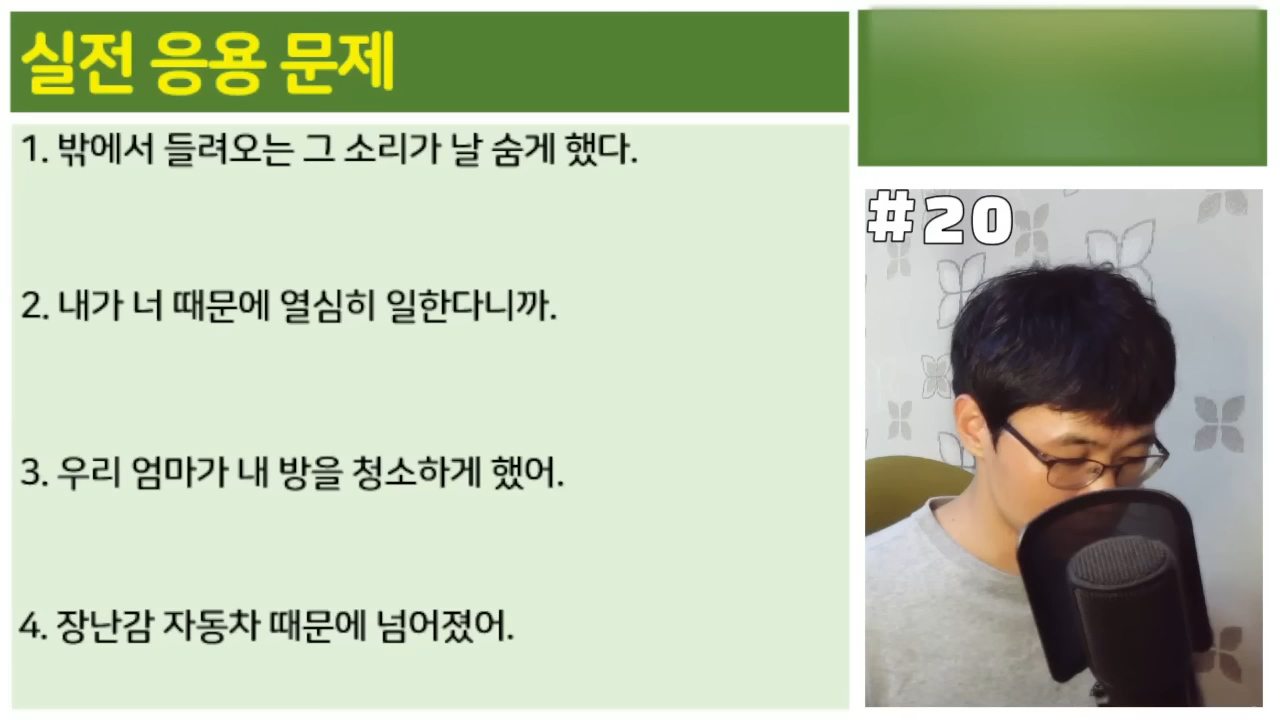 실전 응용 문제
1. 밖에서 들려오는 그 소리가 날 숨게 했다.
2. 내가 너 때문에 열심히 일한다니까.
3. 우리 엄마가 내 방을 청소하게 했어.
4. 장난감 자동차 때문에 넘어졌어.
#20